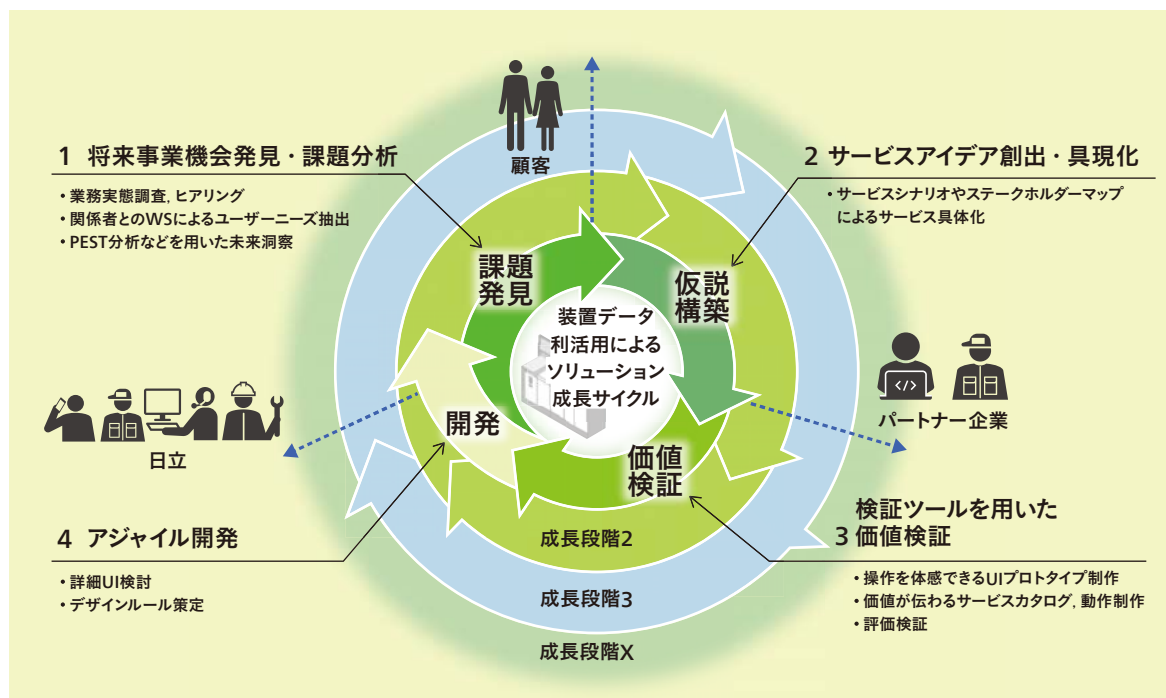 顧客
1 将来事業機会発見・課題分析
・業務実態調査, ヒアリング
・関係者とのWSによるユーザーニーズ抽出
・PEST分析などを用いた未来洞察
2 サービスアイデア創出・具現化
・サービスシナリオやステークホルダーマップ
によるサービス具体化
課題
発見
仮説
構築
装置データ
利活用による
ソリューション
成長サイクル
開発
価値
検証
</>
パートナー企業
日立
4 アジャイル開発
・詳細UI検討
・デザインルール策定
検証ツールを用いた
3 価値検証
・操作を体感できるUIプロトタイプ制作
・価値が伝わるサービスカタログ, 動作制作
・評価検証
成長段階2
成長段階3
成長段階X